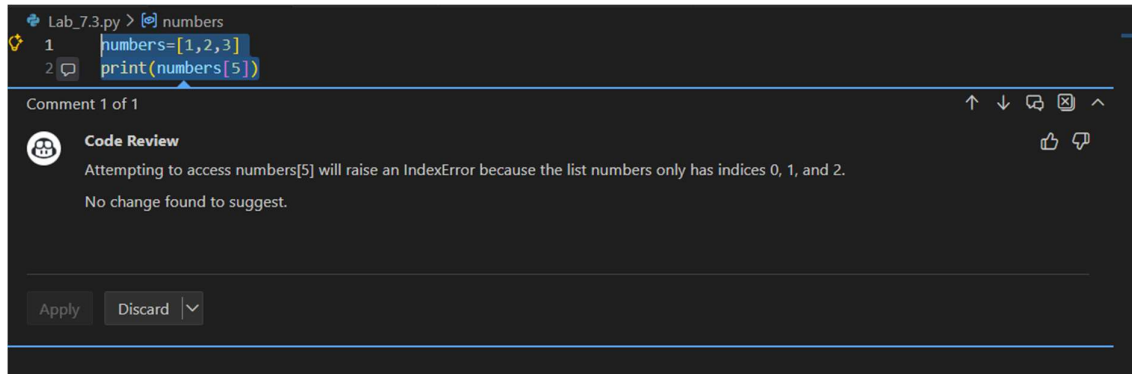 Lab_7.3.py > numbers
1 numbers=[1,2,3]
2 print(numbers[5])
Comment 1 of 1
Code Review
Attempting to access numbers[5] will raise an IndexError because the list numbers only has indices 0, 1, and 2.
No change found to suggest.
Apply Discard